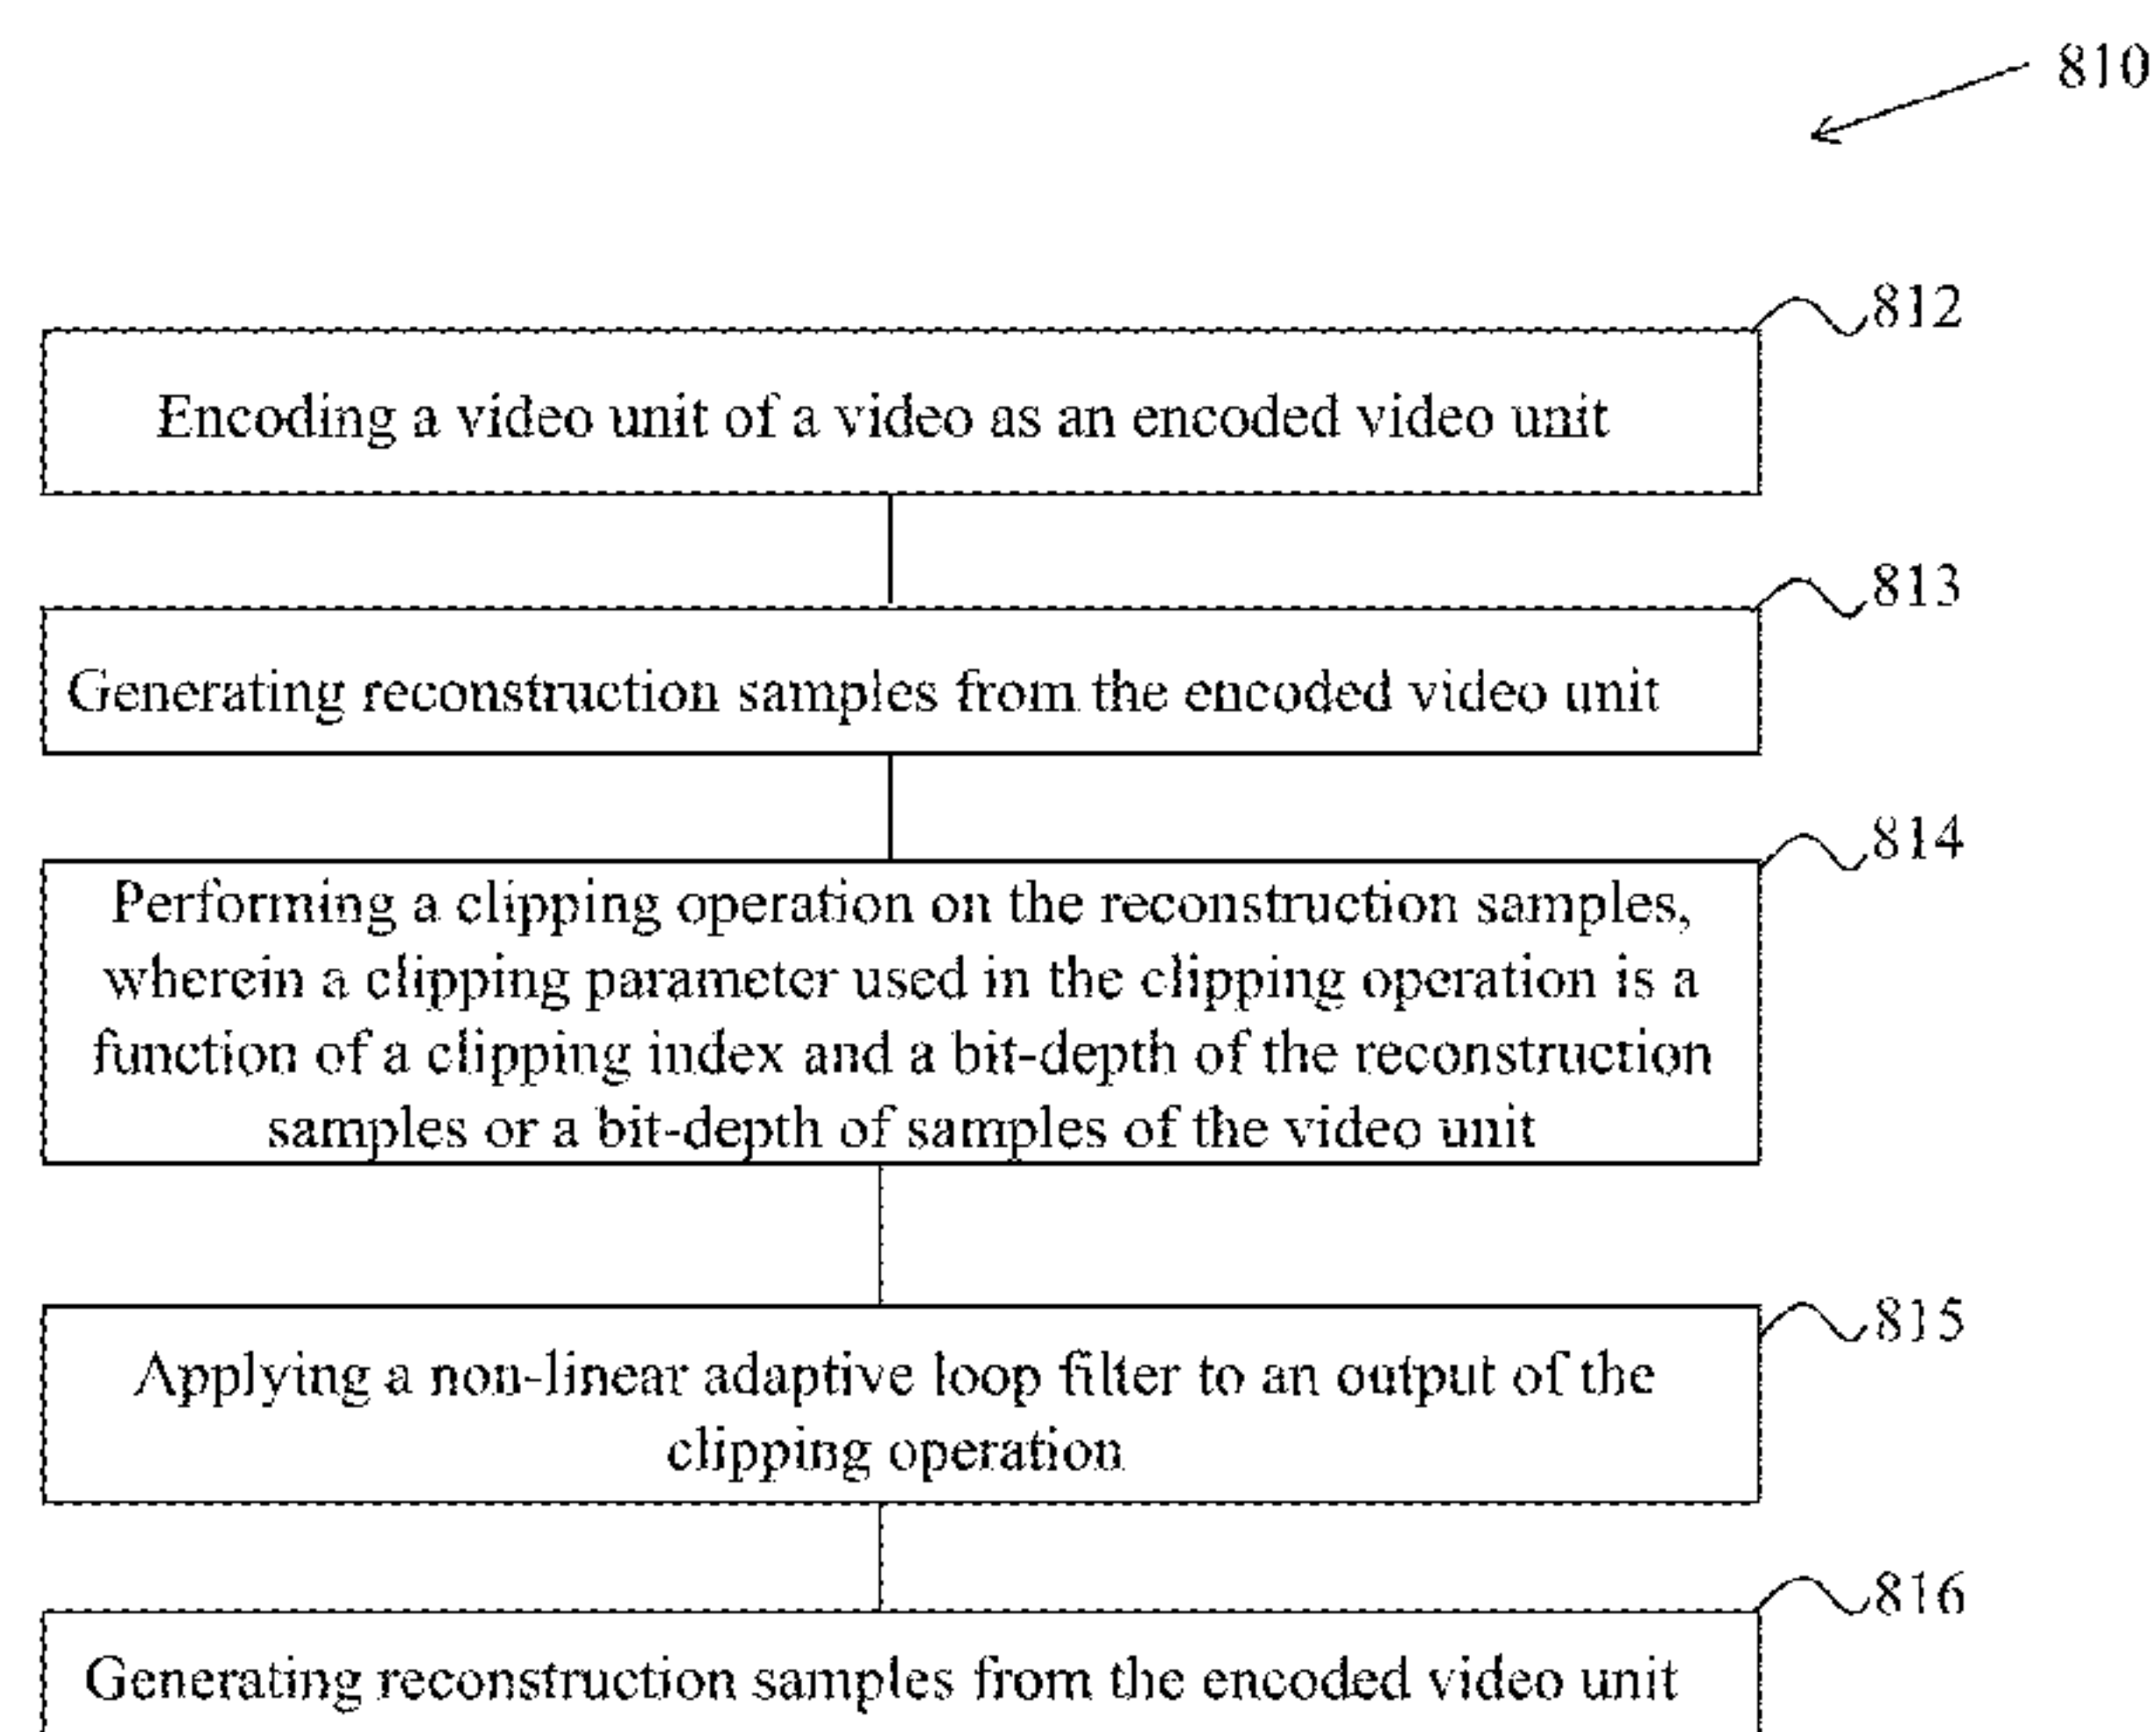 810
812
Encoding a video unit of a video as an encoded video unit
813
Generating reconstruction samples from the encoded video unit
814
Performing a clipping operation on the reconstruction samples,
wherein a clipping parameter used in the clipping operation is a
function of a clipping index and a bit-depth of the reconstruction
samples or a bit-depth of samples of the video unit
815
Applying a non-linear adaptive loop filter to an output of the
clipping operation
816
Generating reconstruction samples from the encoded video unit